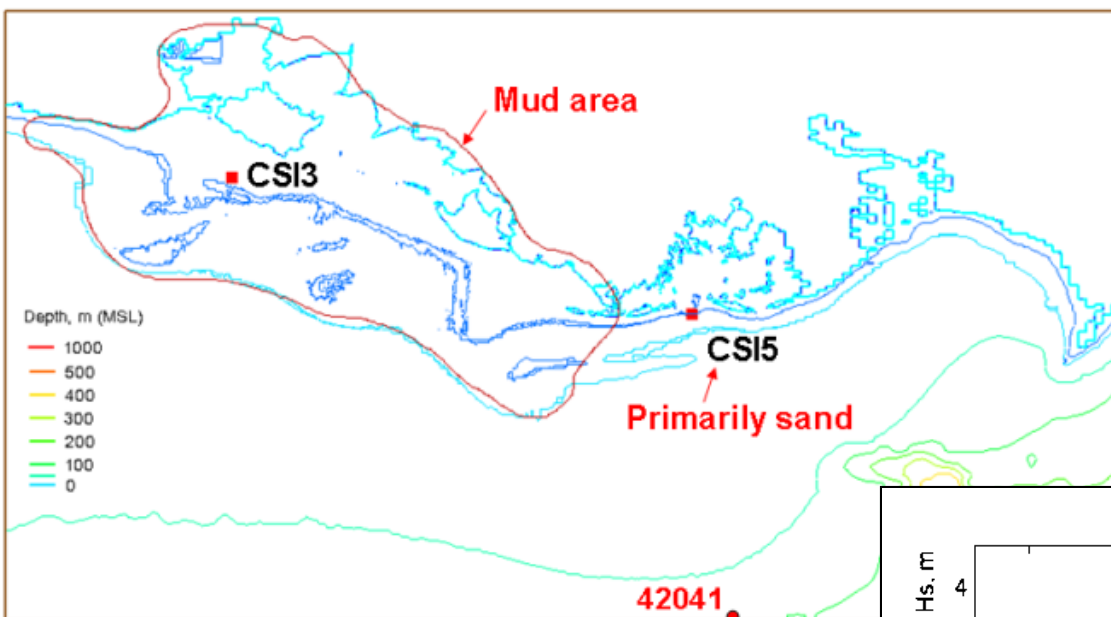 Mud area
CSI3
Depth, m (MSL)
1000
500
400
300
200
100
0
CSI5
Primarily sand
42041
Hs. m
4